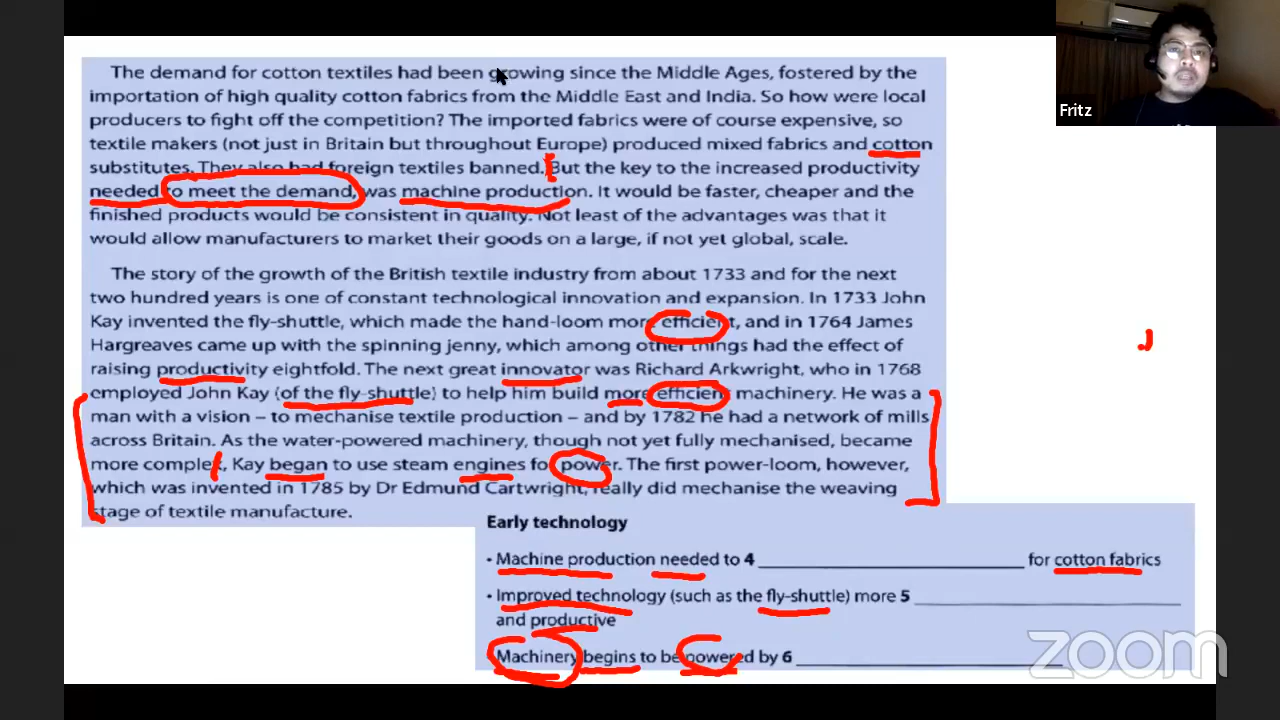 The demand for cotton textiles had been growing since the Middle Ages, fostered by the
importation of high quality cotton fabrics from the Middle East and India. So how were local
producers to fight off the competition? The imported fabrics were of course expensive, so
textile makers (not just in Britain but throughout Europe) produced mixed fabrics and cotton
substitutes. They also had foreign textiles banned. But the key to the increased productivity
needed to meet the demand, was machine production. It would be faster, cheaper and the
finished products would be consistent in quality. Not least of the advantages was that it
would allow manufacturers to market their goods on a large, if not yet global, scale.
The story of the growth of the British textile industry from about 1733 and for the next
two hundred years is one of constant technological innovation and expansion. In 1733 John
Kay invented the fly-shuttle, which made the hand-loom more efficient, and in 1764 James
Hargreaves came up with the spinning jenny, which among other things had the effect of
raising productivity eightfold. The next great innovator was Richard Arkwright, who in 1768
employed John Kay (of the fly-shuttle) to help him build more efficient machinery. He was a
man with a vision – to mechanise textile production – and by 1782 he had a network of mills
across Britain. As the water-powered machinery, though not yet fully mechanised, became
more complex, Kay began to use steam engines for power. The first power-loom, however,
which was invented in 1785 by Dr Edmund Cartwright, really did mechanise the weaving
stage of textile manufacture.
Early technology
• Machine production needed to 4 ____________ for cotton fabrics
• Improved technology (such as the fly-shuttle) more 5 ____________
and productive
Machinery begins to be powered by 6 ____________
Fritz
zoom